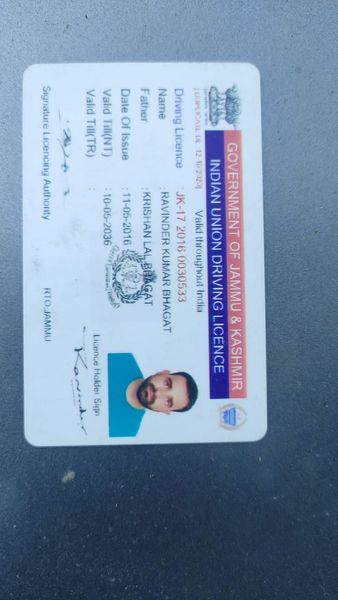 GOVERNMENT OF JAMMU & KASHMIR
INDIAN UNION DRIVING LICENCE
Valid throughout India
Driving Licence : JK-17 2016 0030533
Name : RAVINDER KUMAR BHAGAT
Father : KRISHAN LAL BHAGAT
Date Of Issue : 11-05-2016
Valid Till(NT) : 10-05-2036
Valid Till(TR) :
Licence Holder Sign
Signature Licencing Authority
RTO,JAMMU